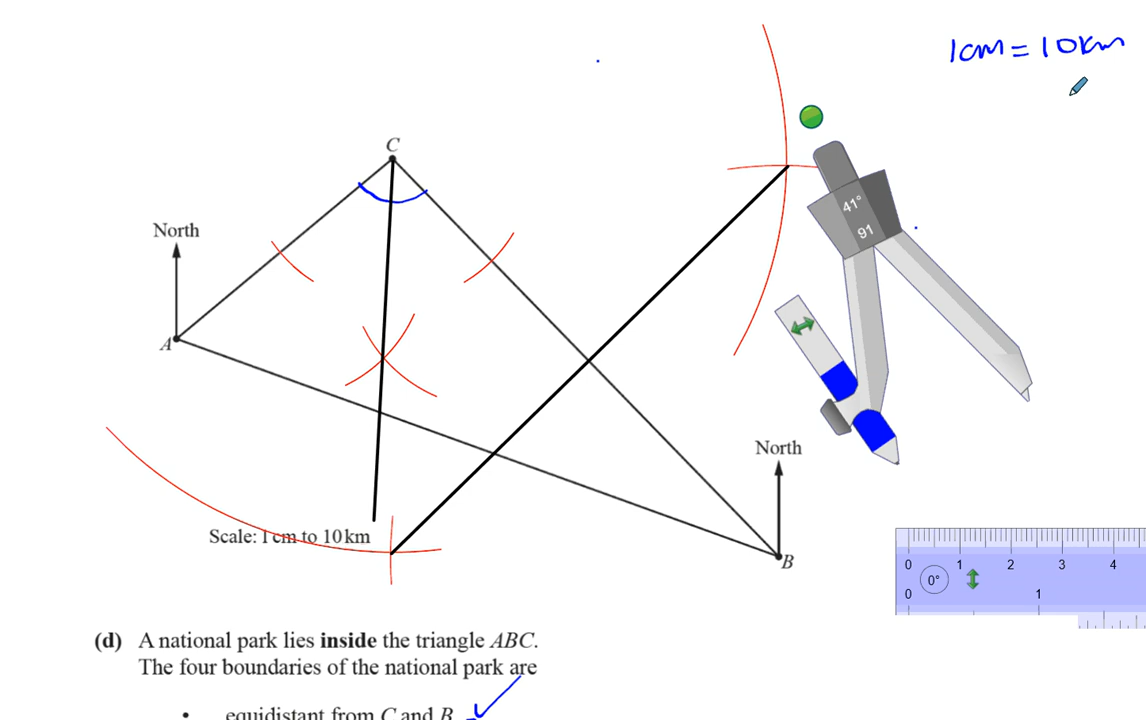 1cm = 10km
C
41°
91
North
A
North
Scale: 1 cm to 10 km
B
0 1 2 3 4
0°
0 1
(d) A national park lies inside the triangle ABC.
The four boundaries of the national park are
• equidistant from C and B